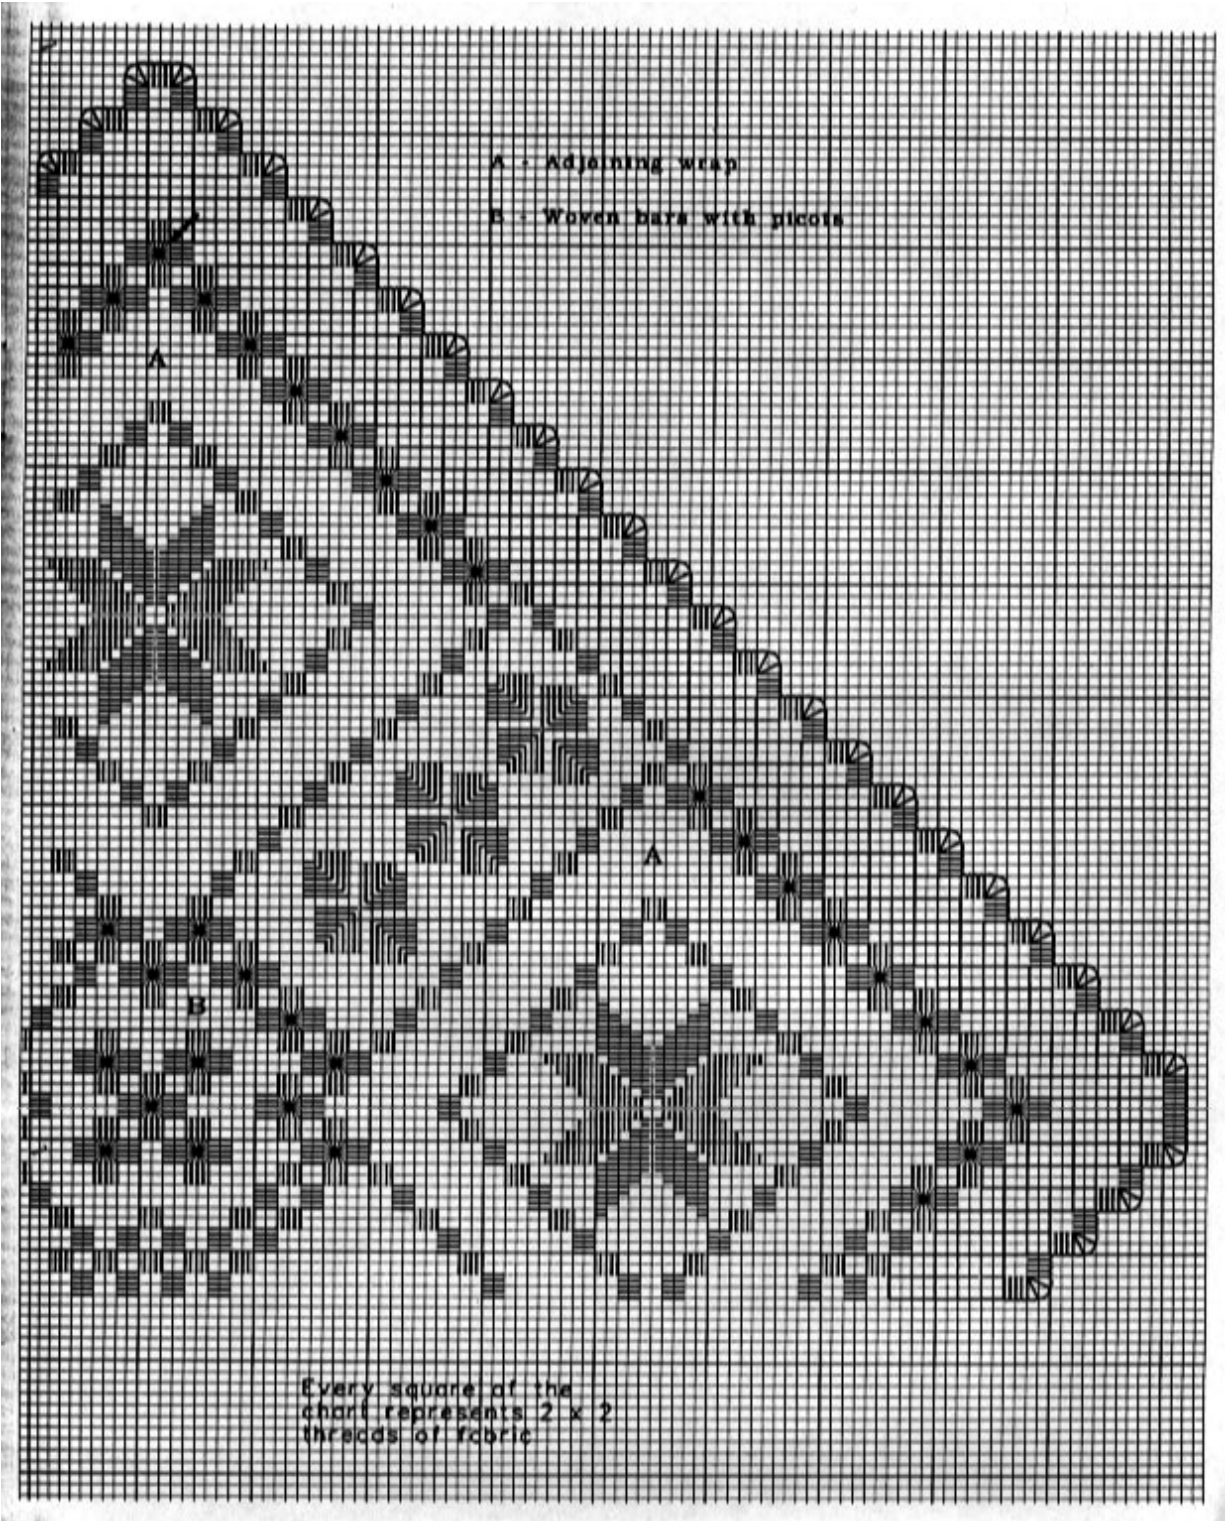 A - Adjoining wrap
B - Woven bars with picots
A
A
B
Every square of the
chart represents 2 x 2
threads of fabric